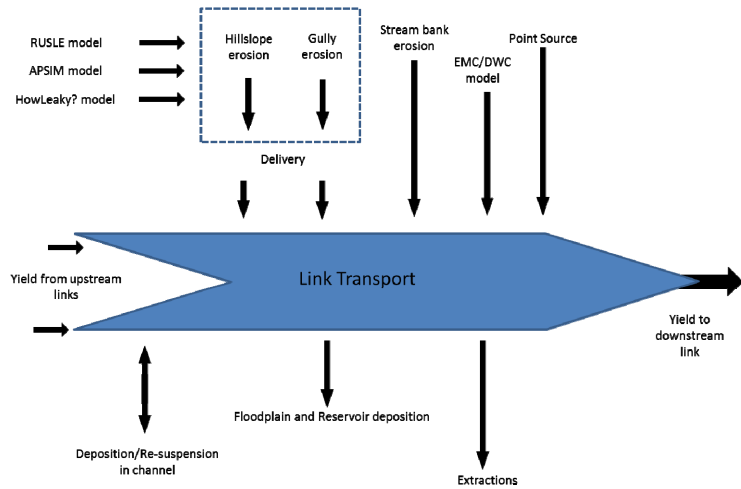 RUSLE model
APSIM model
HowLeaky? model
Hillslope
erosion
Gully
erosion
Delivery
Stream bank
erosion
EMC/DWC
model
Point Source
Yield from upstream
links
Link Transport
Yield to
downstream
link
Deposition/Re-suspension
in channel
Floodplain and Reservoir deposition
Extractions